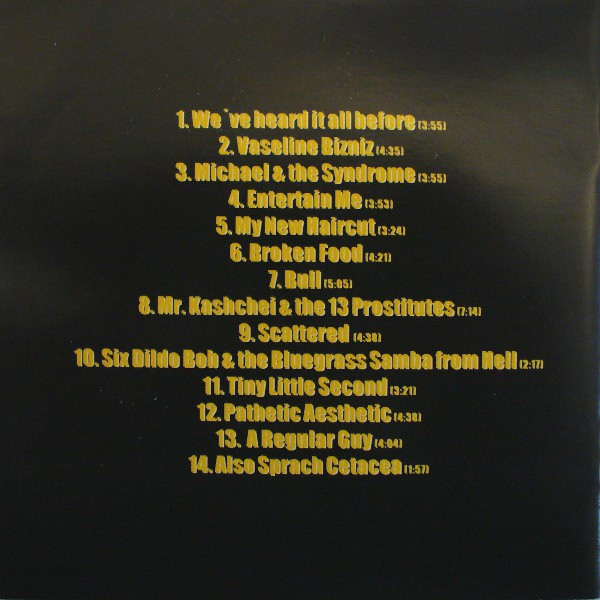 1. We´ve heard it all before (3:55)
2. Vaseline Bizniz (4:35)
3. Michael & the Syndrome (3:55)
4. Entertain Me (3:53)
5. My New Haircut (3:24)
6. Broken Food (4:21)
7. Bull (5:05)
8. Mr. Kashchei & the 13 Prostitutes (7:14)
9. Scattered (4:38)
10. Six Dildo Bob & the Bluegrass Samba from Hell (2:17)
11. Tiny Little Second (3:21)
12. Pathetic Aesthetic (4:38)
13. A Regular Guy (4:04)
14. Also Sprach Cetacea (1:57)